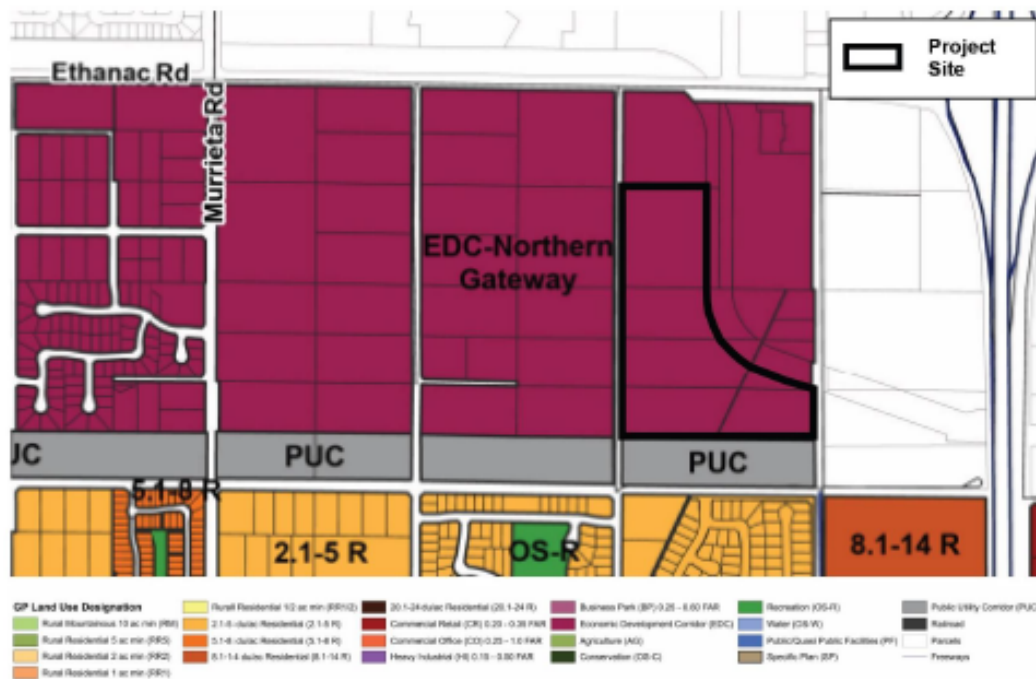 Project
Site
Ethanac Rd
Murrieta Rd
EDC-Northern
Gateway
UC
PUC
PUC
5.1-8 R
2.1-5 R
OS-R
8.1-14 R
GP Land Use Designation
Rural Mountainous 10 ac min (RM)
Rural Residential 5 ac min (RR5)
Rural Residential 2 ac min (RR2)
Rural Residential 1 ac min (RR1)
Rural Residential 1/2 ac min (RR1/2)
2.1-5 du/ac Residential (2.1-5 R)
5.1-8 du/ac Residential (5.1-8 R)
8.1-14 du/ac Residential (8.1-14 R)
20.1-24 du/ac Residential (20.1-24 R)
Commercial Retail (CR) 0.20 - 0.35 FAR
Commercial Office (CO) 0.25 - 1.0 FAR
Heavy Industrial (HI) 0.15 - 0.50 FAR
Business Park (BP) 0.25 - 0.60 FAR
Economic Development Corridor (EDC)
Agriculture (AG)
Conservation (OS-C)
Recreation (OS-R)
Water (OS-W)
Public/Quasi Public Facilities (PF)
Specific Plan (SP)
Public Utility Corridor (PUC
Railroad
Parcels
Freeways